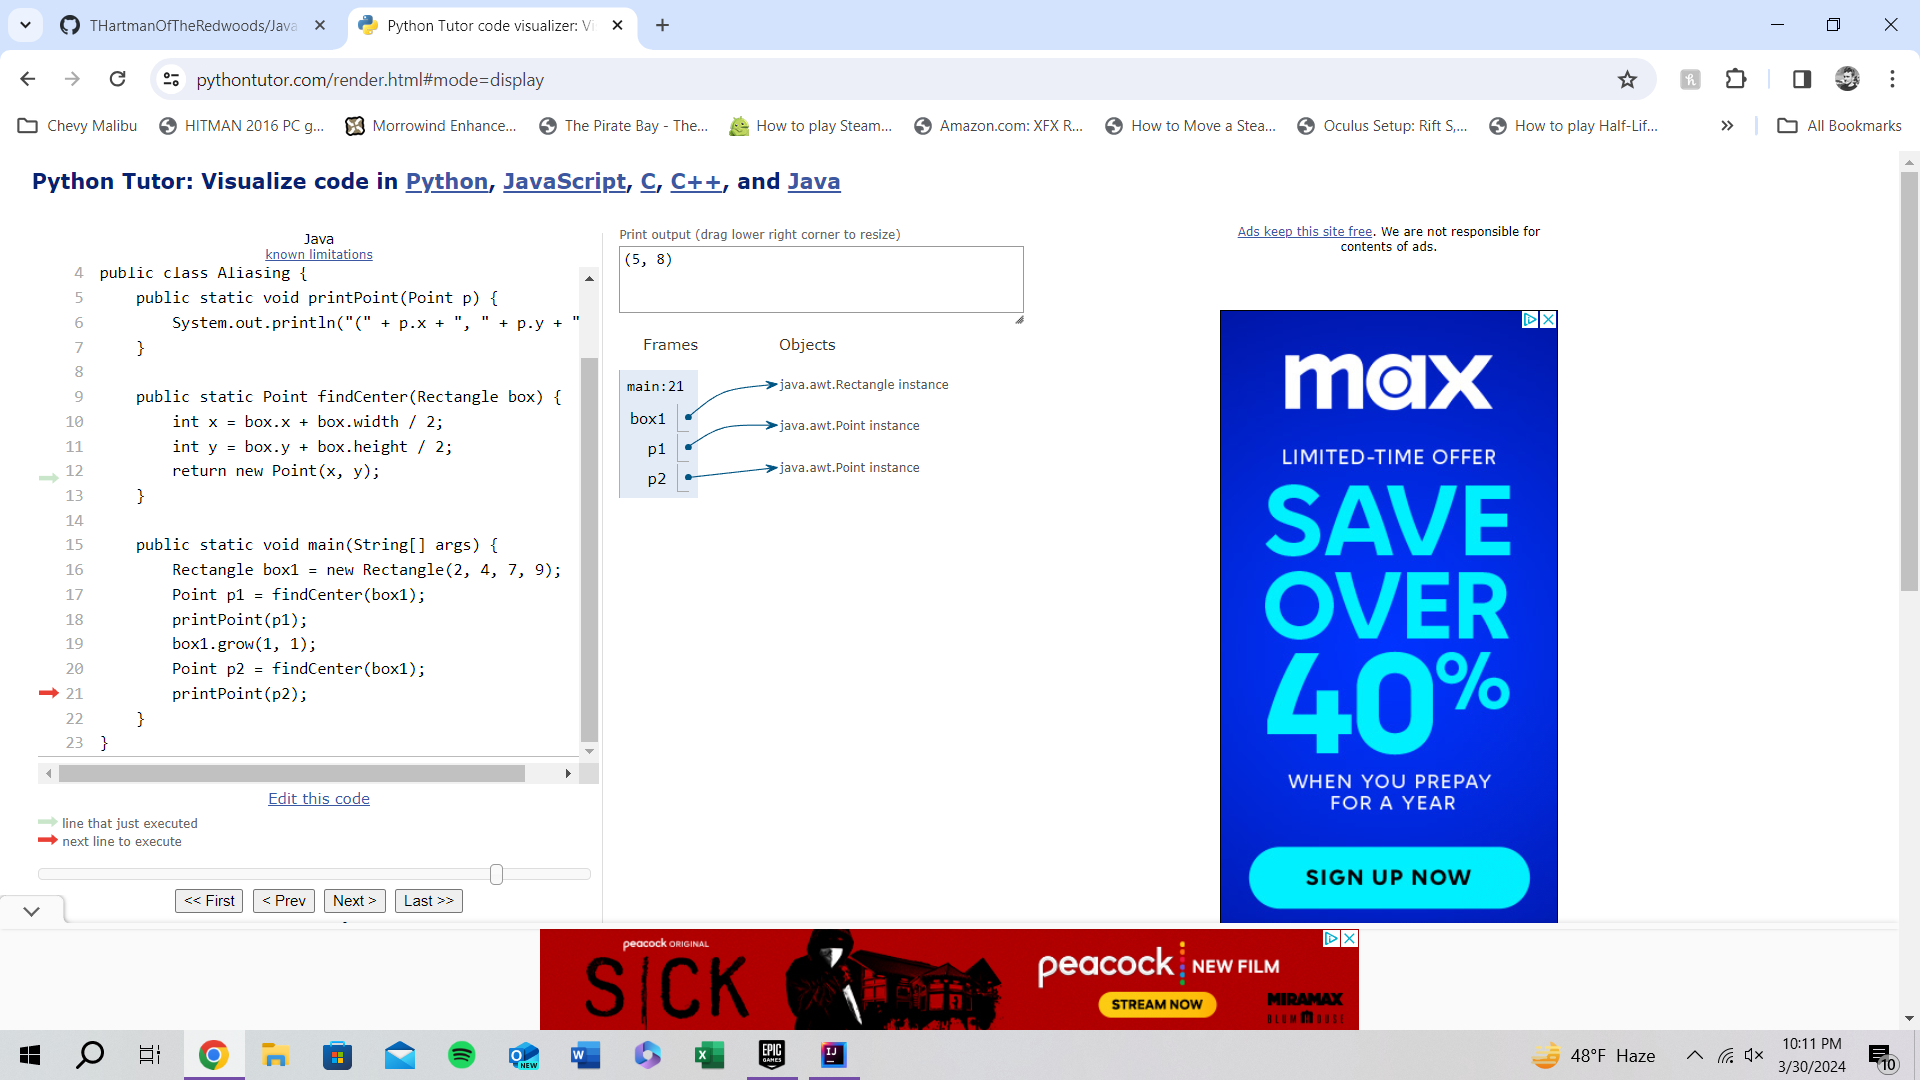 THartmanOfTheRedwoods/Java
Python Tutor code visualizer: Vi
pythontutor.com/render.html#mode=display
Chevy Malibu
HITMAN 2016 PC g...
Morrowind Enhance...
The Pirate Bay - The...
How to play Steam...
Amazon.com: XFX R...
How to Move a Stea...
Oculus Setup: Rift S,...
How to play Half-Lif...
All Bookmarks
Python Tutor: Visualize code in Python, JavaScript, C, C++, and Java
Java
known limitations
4 public class Aliasing {
5 public static void printPoint(Point p) {
6 System.out.println("(" + p.x + ", " + p.y + "
7 }
8
9 public static Point findCenter(Rectangle box) {
10 int x = box.x + box.width / 2;
11 int y = box.y + box.height / 2;
12 return new Point(x, y);
13 }
14
15 public static void main(String[] args) {
16 Rectangle box1 = new Rectangle(2, 4, 7, 9);
17 Point p1 = findCenter(box1);
18 printPoint(p1);
19 box1.grow(1, 1);
20 Point p2 = findCenter(box1);
21 printPoint(p2);
22 }
23 }
Edit this code
line that just executed
next line to execute
<< First
< Prev
Next >
Last >>
Print output (drag lower right corner to resize)
(5, 8)
Frames
Objects
main:21
box1
p1
p2
java.awt.Rectangle instance
java.awt.Point instance
java.awt.Point instance
Ads keep this site free. We are not responsible for
contents of ads.
max
LIMITED-TIME OFFER
SAVE
OVER
40%
WHEN YOU PREPAY
FOR A YEAR
SIGN UP NOW
peacock ORIGINAL
SICK
peacock NEW FILM
STREAM NOW
MIRAMAX
BLUMHOUSE
NEW
EPIC
GAMES
IJ
48°F Haze
10:11 PM
3/30/2024
10